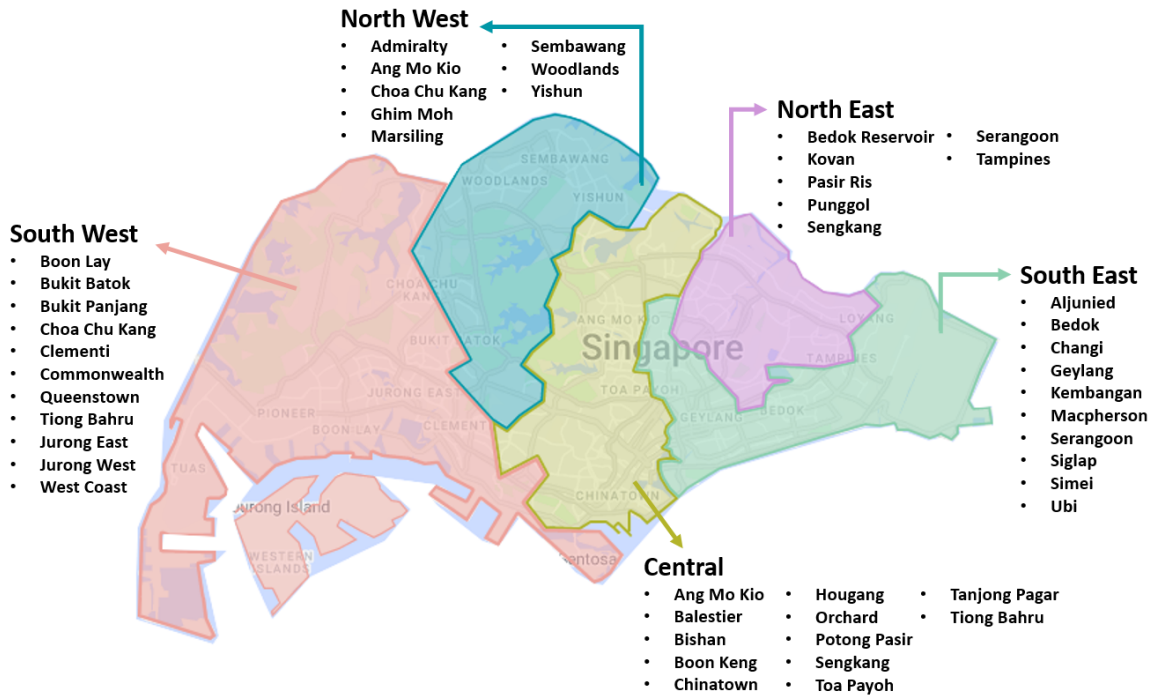 North West
• Admiralty
• Ang Mo Kio
• Choa Chu Kang
• Ghim Moh
• Marsiling
• Sembawang
• Woodlands
• Yishun
North East
• Bedok Reservoir
• Kovan
• Pasir Ris
• Punggol
• Sengkang
• Serangoon
• Tampines
South West
• Boon Lay
• Bukit Batok
• Bukit Panjang
• Choa Chu Kang
• Clementi
• Commonwealth
• Queenstown
• Tiong Bahru
• Jurong East
• Jurong West
• West Coast
South East
• Aljunied
• Bedok
• Changi
• Geylang
• Kembangan
• Macpherson
• Serangoon
• Siglap
• Simei
• Ubi
SEMBAWANG
WOODLANDS
YISHUN
CHOA CHU
KANG
ANG MO KIO
LOYANG
BUKIT BATOK
Singapore
TAMPINES
JURONG EAST
TOA PAYOH
PIONEER
GEYLANG
BEDOK
BOON LAY
CLEMENTI
TUAS
CHINATOWN
Jurong Island
WESTERN
ISLANDS
Sentosa
Central
• Ang Mo Kio
• Balestier
• Bishan
• Boon Keng
• Chinatown
• Hougang
• Orchard
• Potong Pasir
• Sengkang
• Toa Payoh
• Tanjong Pagar
• Tiong Bahru